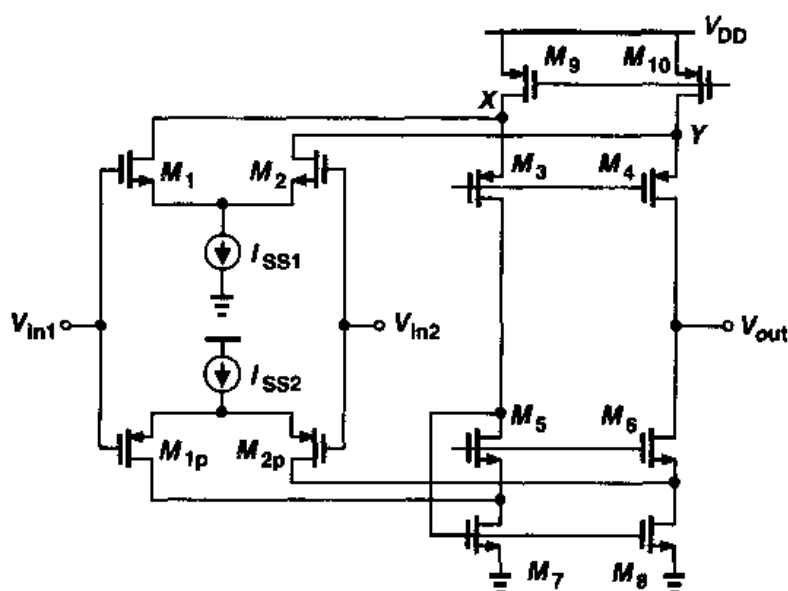 V_DD
M_9
M_10
X
Y
M_1
M_2
M_3
M_4
I_SS1
V_in1
V_in2
V_out
I_SS2
M_1p
M_2p
M_5
M_6
M_7
M_8